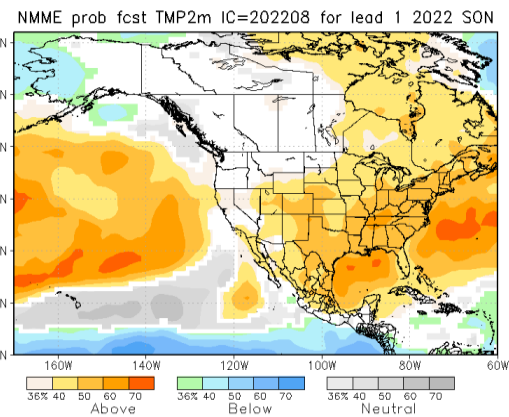 NMME prob fcst TMP2m IC=202208 for lead 1 2022 SON
N
N
N
N
N
N
N
160W 140W 120W 100W 80W 60W
36% 40 50 60 70 36% 40 50 60 70 36% 40 50 60 70
Above Below Neutral